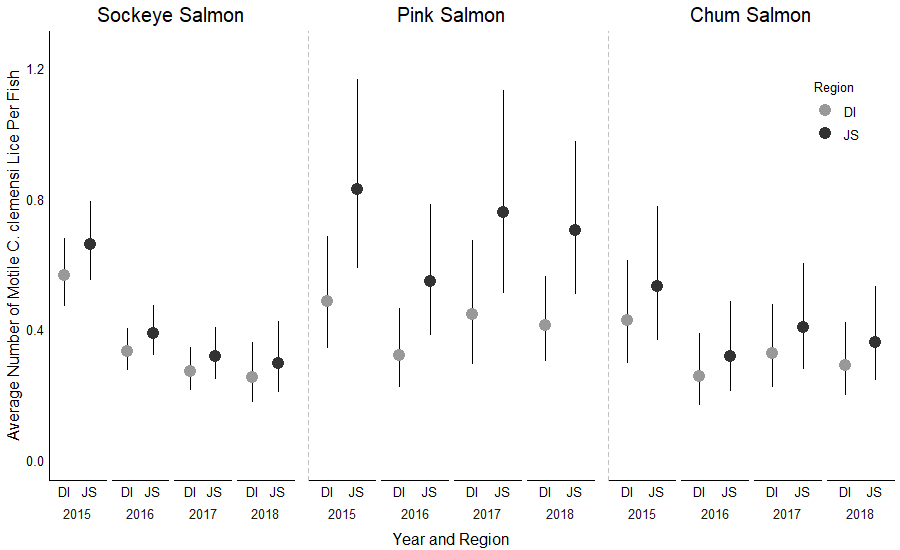 Sockeye Salmon Pink Salmon Chum Salmon
Average Number of Motile C. clemensi Lice Per Fish
1.2
0.8
0.4
0.0
Region
DI
JS
DI JS DI JS DI JS DI JS DI JS DI JS DI JS DI JS DI JS DI JS DI JS DI JS
2015 2016 2017 2018 2015 2016 2017 2018 2015 2016 2017 2018
Year and Region